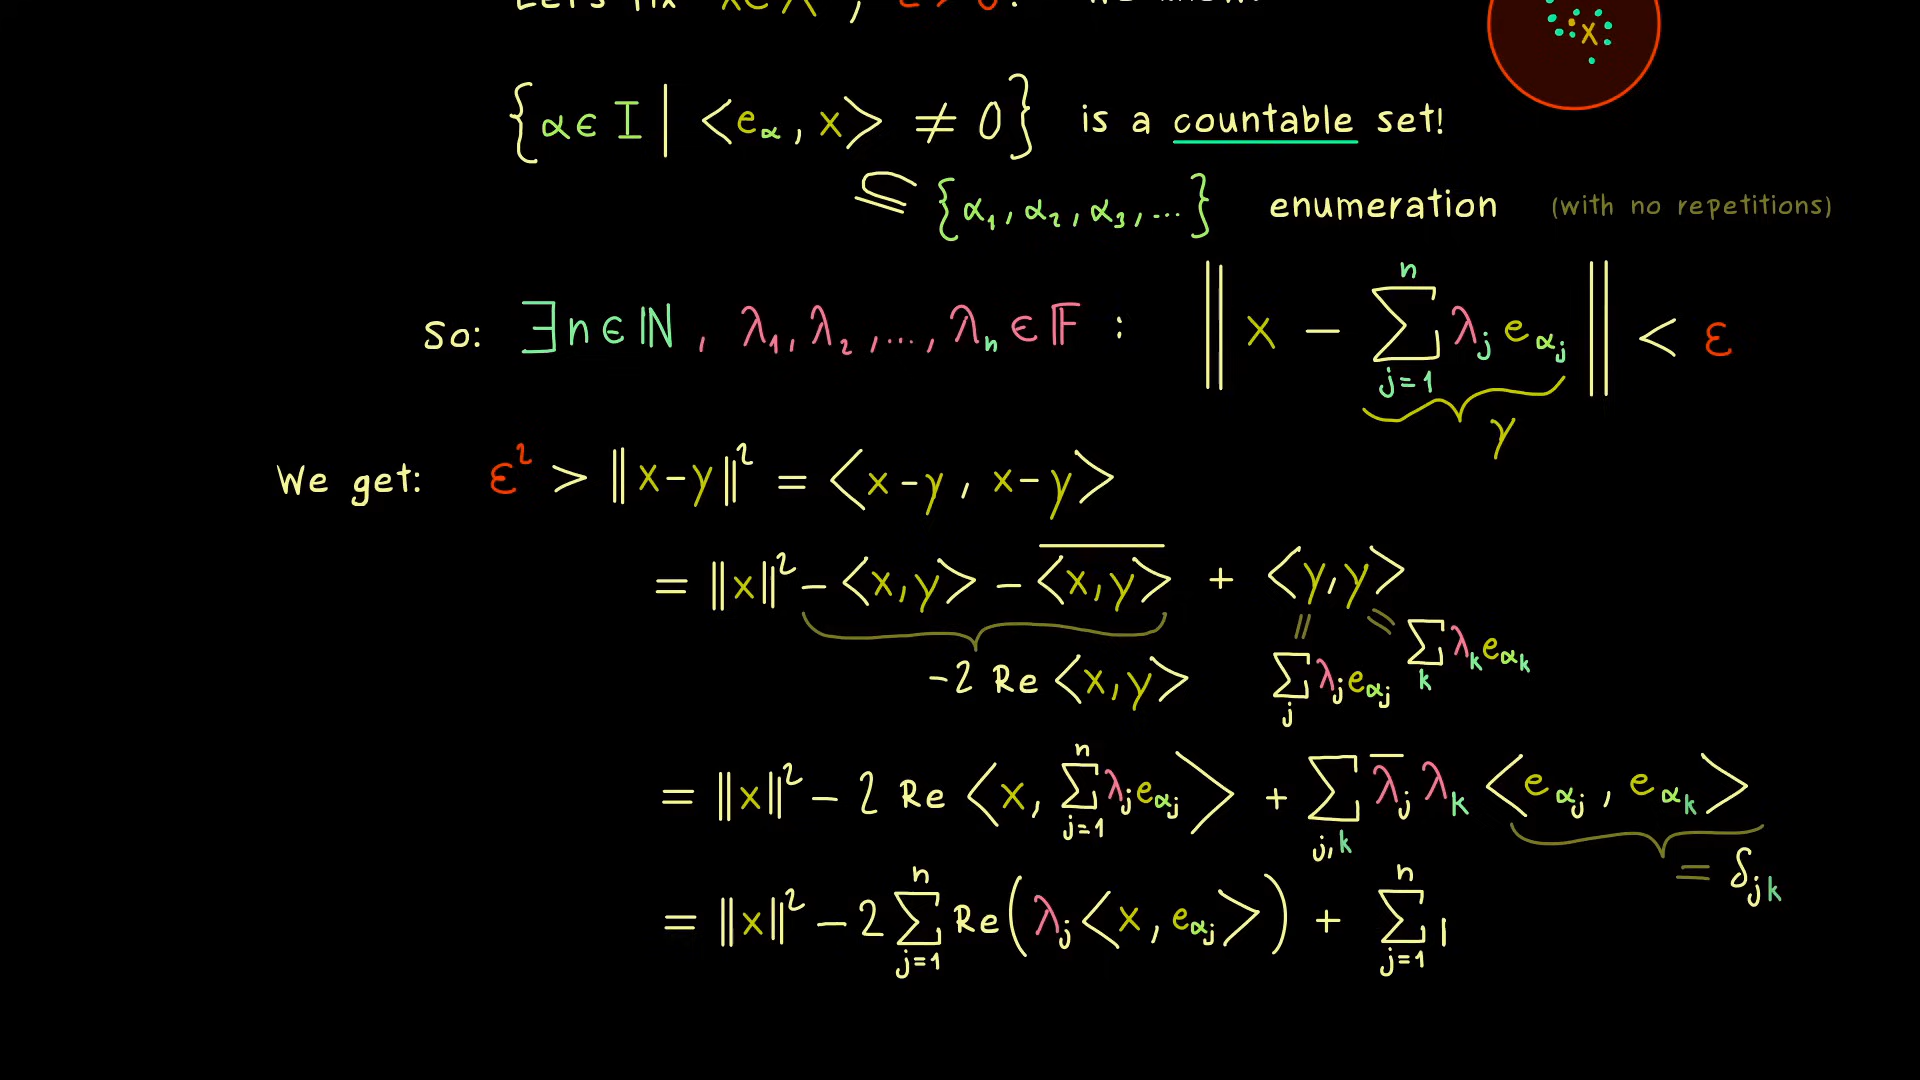 Let's fix x∈X , ε > 0.
x
{α∈I | <e_α, x> ≠ 0} is a countable set!
⊆ {α₁, α₂, α₃, ...} enumeration (with no repetitions)
So: ∃n∈ℕ, λ₁, λ₂, ..., λₙ∈𝔽 : ‖x − ∑_{j=1}^{n} λ_j e_{α_j}‖ < ε
y
We get: ε² > ‖x−y‖² = <x−y, x−y>
= ‖x‖² − <x,y> − \overline{<x,y>} + <y,y>
−2 Re <x,y> = ∑_j λ_j e_{α_j} = ∑_k λ_k e_{α_k}
= ‖x‖² − 2 Re <x, ∑_{j=1}^{n} λ_j e_{α_j}> + ∑_{j,k} \overline{λ_j} λ_k <e_{α_j}, e_{α_k}>
= δ_{jk}
= ‖x‖² − 2 ∑_{j=1}^{n} Re(λ_j <x, e_{α_j}>) + ∑_{j=1}^{n} |